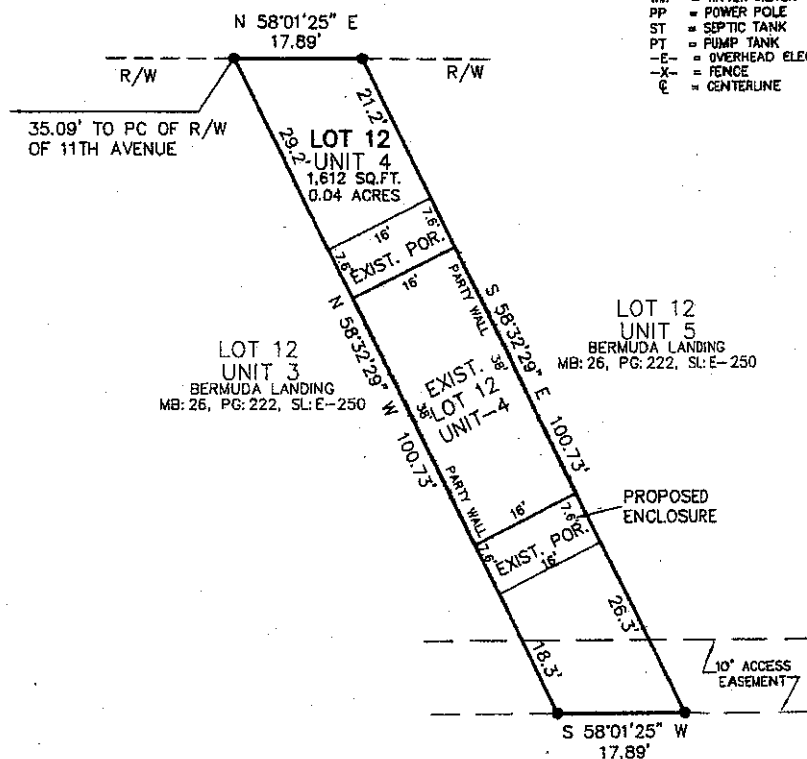 N 58°01'25" E
17.89'
PP = POWER POLE
ST = SEPTIC TANK
PT = PUMP TANK
-E- = OVERHEAD ELEC
-X- = FENCE
℄ = CENTERLINE
R/W
R/W
35.09' TO PC OF R/W
OF 11TH AVENUE
29.2'
21.2'
LOT 12
UNIT 4
1,612 SQ.FT.
0.04 ACRES
16'
7.6'
7.6'
EXIST. POR.
16'
PARTY WALL
N 58°32'29" W 100.73'
S 58°32'29" E 100.73'
LOT 12
UNIT 3
BERMUDA LANDING
MB: 26, PG: 222, SL: E-250
LOT 12
UNIT 5
BERMUDA LANDING
MB: 26, PG: 222, SL: E-250
38'
38'
EXIST.
LOT 12
UNIT-4
PARTY WALL
16'
7.6'
7.6'
EXIST. POR.
16'
PROPOSED
ENCLOSURE
26.3'
18.3'
10' ACCESS
EASEMENT
S 58°01'25" W
17.89'